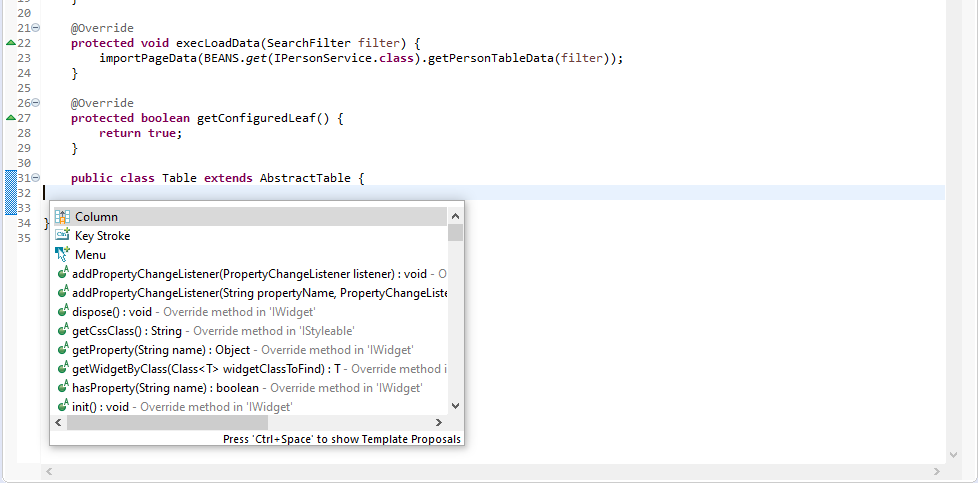 19    }
20
21    @Override
22    protected void execLoadData(SearchFilter filter) {
23        importPageData(BEANS.get(IPersonService.class).getPersonTableData(filter));
24    }
25
26    @Override
27    protected boolean getConfiguredLeaf() {
28        return true;
29    }
30
31    public class Table extends AbstractTable {
32
33
34 }
35
Column
Key Stroke
Menu
addPropertyChangeListener(PropertyChangeListener listener) : void - O
addPropertyChangeListener(String propertyName, PropertyChangeListe
dispose() : void - Override method in 'IWidget'
getCssClass() : String - Override method in 'IStyleable'
getProperty(String name) : Object - Override method in 'IWidget'
getWidgetByClass(Class<T> widgetClassToFind) : T - Override method i
hasProperty(String name) : boolean - Override method in 'IWidget'
init() : void - Override method in 'IWidget'
Press 'Ctrl+Space' to show Template Proposals